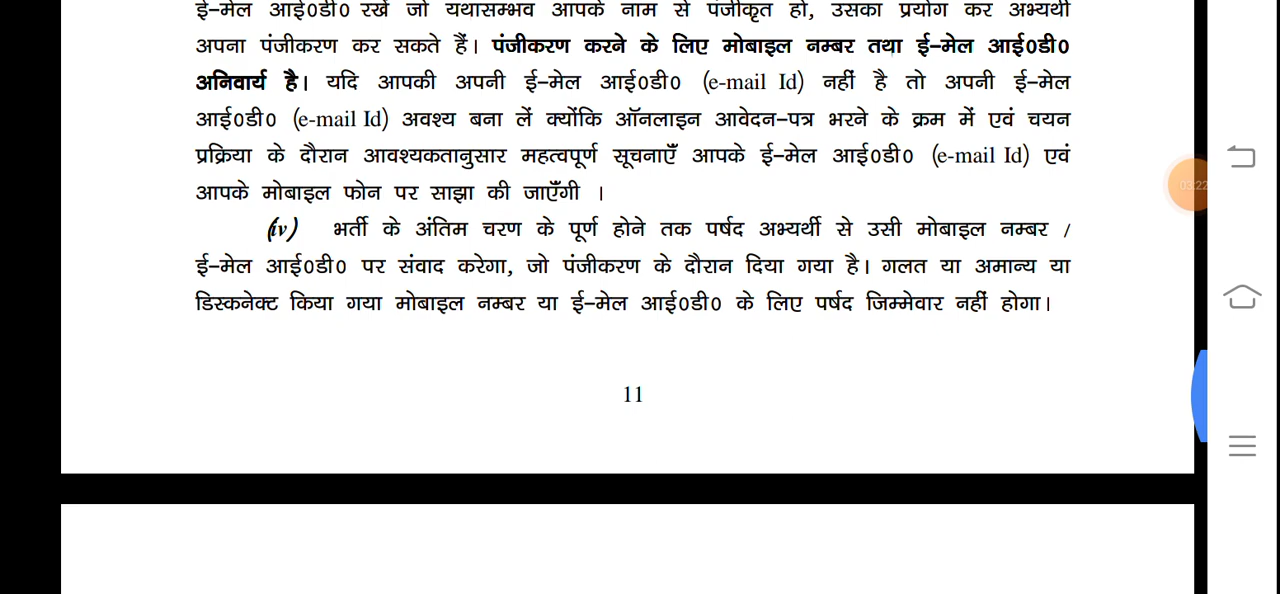 ई-मेल आई0डी0 रखें जो यथासम्भव आपके नाम से पंजीकृत हो, उसका प्रयोग कर अभ्यर्थी
अपना पंजीकरण कर सकते हैं। पंजीकरण करने के लिए मोबाइल नम्बर तथा ई-मेल आई0डी0
अनिवार्य है। यदि आपकी अपनी ई-मेल आई0डी0 (e-mail Id) नहीं है तो अपनी ई-मेल
आई0डी0 (e-mail Id) अवश्य बना लें क्योंकि ऑनलाइन आवेदन-पत्र भरने के क्रम में एवं चयन
प्रक्रिया के दौरान आवश्यकतानुसार महत्वपूर्ण सूचनाएँ आपके ई-मेल आई0डी0 (e-mail Id) एवं
आपके मोबाइल फोन पर साझा की जाएँगी ।
(iv) भर्ती के अंतिम चरण के पूर्ण होने तक पर्षद अभ्यर्थी से उसी मोबाइल नम्बर /
ई-मेल आई0डी0 पर संवाद करेगा, जो पंजीकरण के दौरान दिया गया है। गलत या अमान्य या
डिस्कनेक्ट किया गया मोबाइल नम्बर या ई-मेल आई0डी0 के लिए पर्षद जिम्मेवार नहीं होगा।
11
03:22